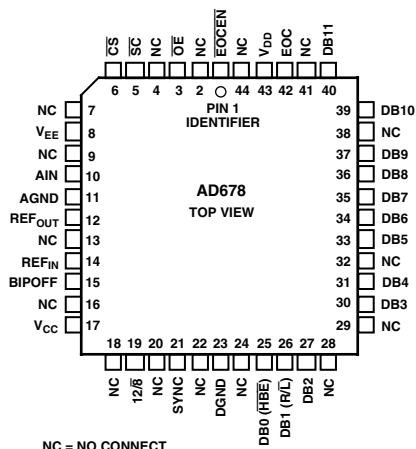 CS SC NC OE NC EOCEN NC VDD EOC NC DB11
6 5 4 3 2 44 43 42 41 40
PIN 1
IDENTIFIER
NC 7
VEE 8
NC 9
AIN 10
AGND 11
REFOUT 12
NC 13
REFIN 14
BIPOFF 15
NC 16
VCC 17
AD678
TOP VIEW
39 DB10
38 NC
37 DB9
36 DB8
35 DB7
34 DB6
33 DB5
32 NC
31 DB4
30 DB3
29 NC
18 19 20 21 22 23 24 25 26 27 28
NC 12/8 NC SYNC NC DGND NC DB0 (HBE) DB1 (R/L) DB2 NC
NC = NO CONNECT